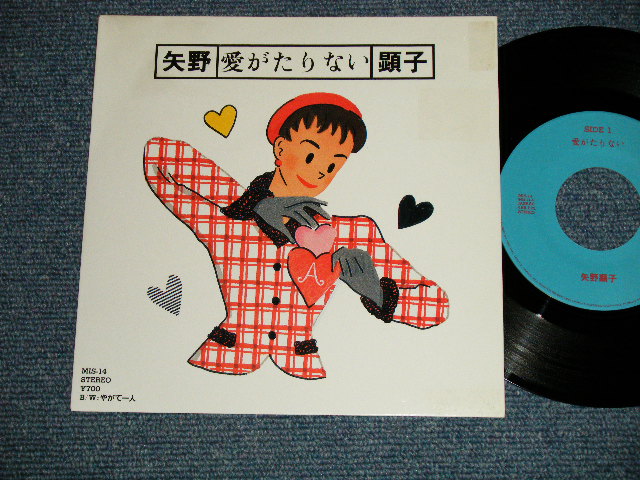 矢野 愛がたりない 顕子
A
MIS-14
STEREO
¥700
B/W:やがて一人
SIDE 1
愛がたりない
矢野顕子